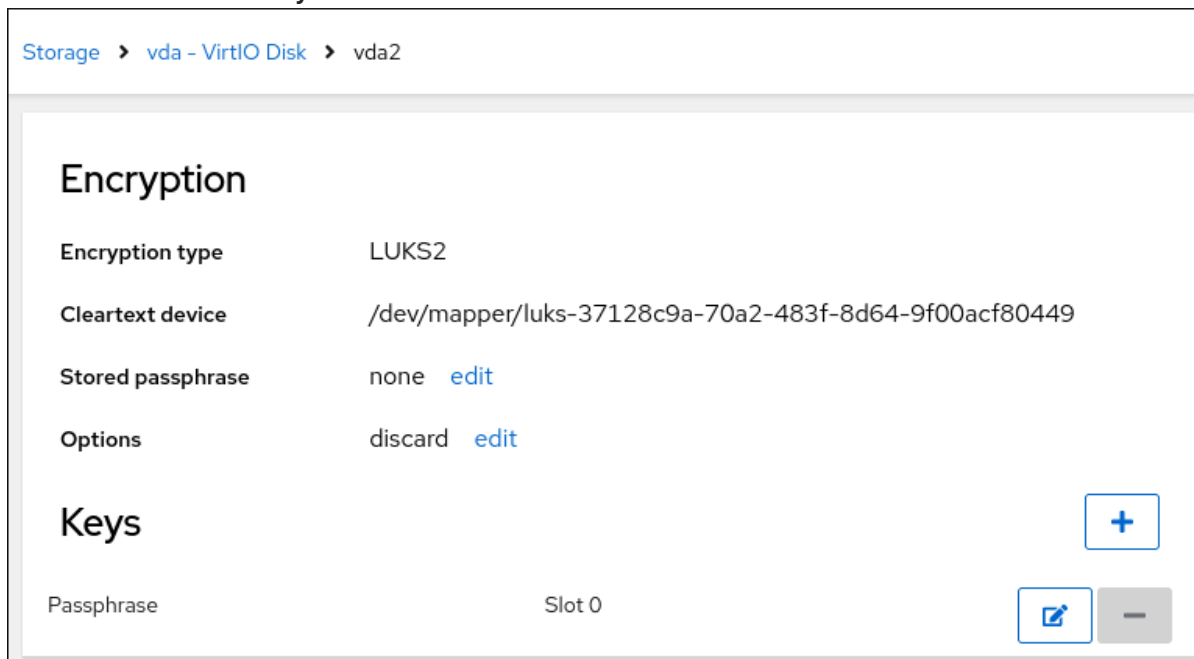 Storage > vda - VirtIO Disk > vda2
Encryption
Encryption type LUKS2
Cleartext device /dev/mapper/luks-37128c9a-70a2-483f-8d64-9f00acf80449
Stored passphrase none edit
Options discard edit
Keys
Passphrase Slot 0